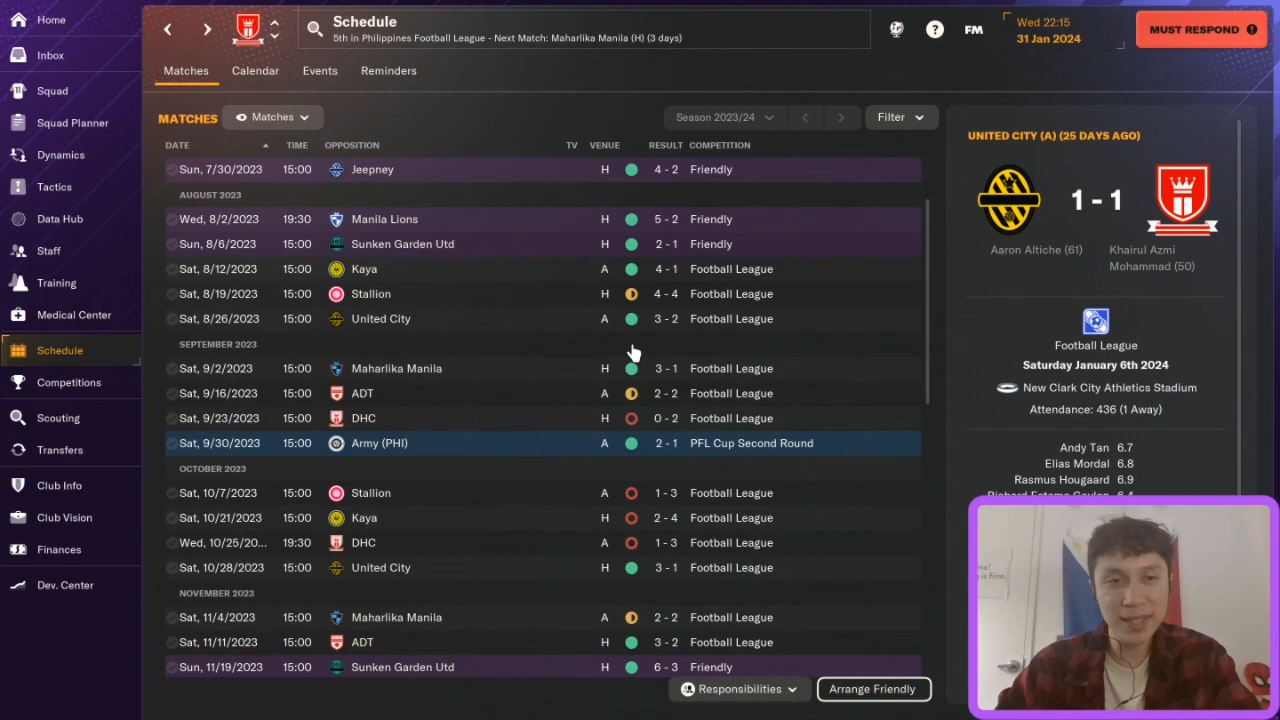 Home
Inbox
Squad
Squad Planner
Dynamics
Tactics
Data Hub
Staff
Training
Medical Center
Schedule
Competitions
Scouting
Transfers
Club Info
Club Vision
Finances
Dev. Center
Schedule
5th in Philippines Football League - Next Match: Maharlika Manila (H) (3 days)
? FM
Wed 22:15
31 Jan 2024
MUST RESPOND
Matches Calendar Events Reminders
MATCHES Matches Season 2023/24 Filter
DATE TIME OPPOSITION TV VENUE RESULT COMPETITION
Sun, 7/30/2023 15:00 Jeepney H 4 - 2 Friendly
AUGUST 2023
Wed, 8/2/2023 19:30 Manila Lions H 5 - 2 Friendly
Sun, 8/6/2023 15:00 Sunken Garden Utd H 2 - 1 Friendly
Sat, 8/12/2023 15:00 Kaya A 4 - 1 Football League
Sat, 8/19/2023 15:00 Stallion H 4 - 4 Football League
Sat, 8/26/2023 15:00 United City A 3 - 2 Football League
SEPTEMBER 2023
Sat, 9/2/2023 15:00 Maharlika Manila H 3 - 1 Football League
Sat, 9/16/2023 15:00 ADT A 2 - 2 Football League
Sat, 9/23/2023 15:00 DHC H 0 - 2 Football League
Sat, 9/30/2023 15:00 Army (PHI) A 2 - 1 PFL Cup Second Round
OCTOBER 2023
Sat, 10/7/2023 15:00 Stallion A 1 - 3 Football League
Sat, 10/21/2023 15:00 Kaya H 2 - 4 Football League
Wed, 10/25/20... 19:30 DHC A 1 - 3 Football League
Sat, 10/28/2023 15:00 United City H 3 - 1 Football League
NOVEMBER 2023
Sat, 11/4/2023 15:00 Maharlika Manila A 2 - 2 Football League
Sat, 11/11/2023 15:00 ADT H 3 - 2 Football League
Sun, 11/19/2023 15:00 Sunken Garden Utd H 6 - 3 Friendly
Responsibilities Arrange Friendly
UNITED CITY (A) (25 DAYS AGO)
1 - 1
Aaron Altiche (61) Khairul Azmi
Mohammad (50)
Football League
Saturday January 6th 2024
New Clark City Athletics Stadium
Attendance: 436 (1 Away)
Andy Tan 6.7
Elias Mordal 6.8
Rasmus Hougaard 6.9
is fine.